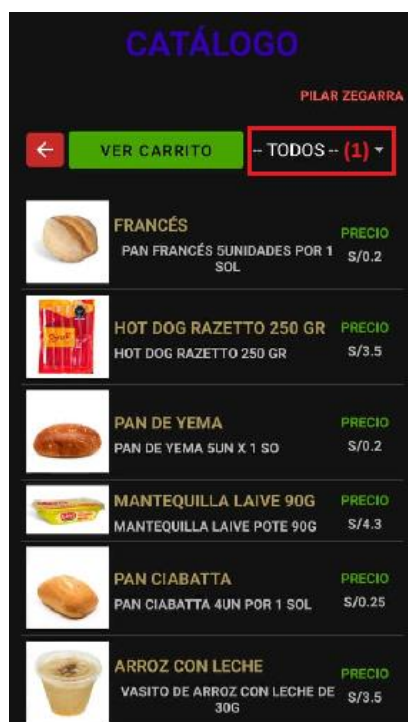 CATÁLOGO
PILAR ZEGARRA
VER CARRITO
-- TODOS -- (1)
FRANCÉS
PRECIO
PAN FRANCÉS 5UNIDADES POR 1
SOL
S/0.2
HOT DOG RAZETTO 250 GR
PRECIO
HOT DOG RAZETTO 250 GR
S/3.5
PAN DE YEMA
PRECIO
PAN DE YEMA 5UN X 1 SO
S/0.2
MANTEQUILLA LAIVE 90G
PRECIO
MANTEQUILLA LAIVE POTE 90G
S/4.3
PAN CIABATTA
PRECIO
PAN CIABATTA 4UN POR 1 SOL
S/0.25
ARROZ CON LECHE
PRECIO
VASITO DE ARROZ CON LECHE DE
30G
S/3.5